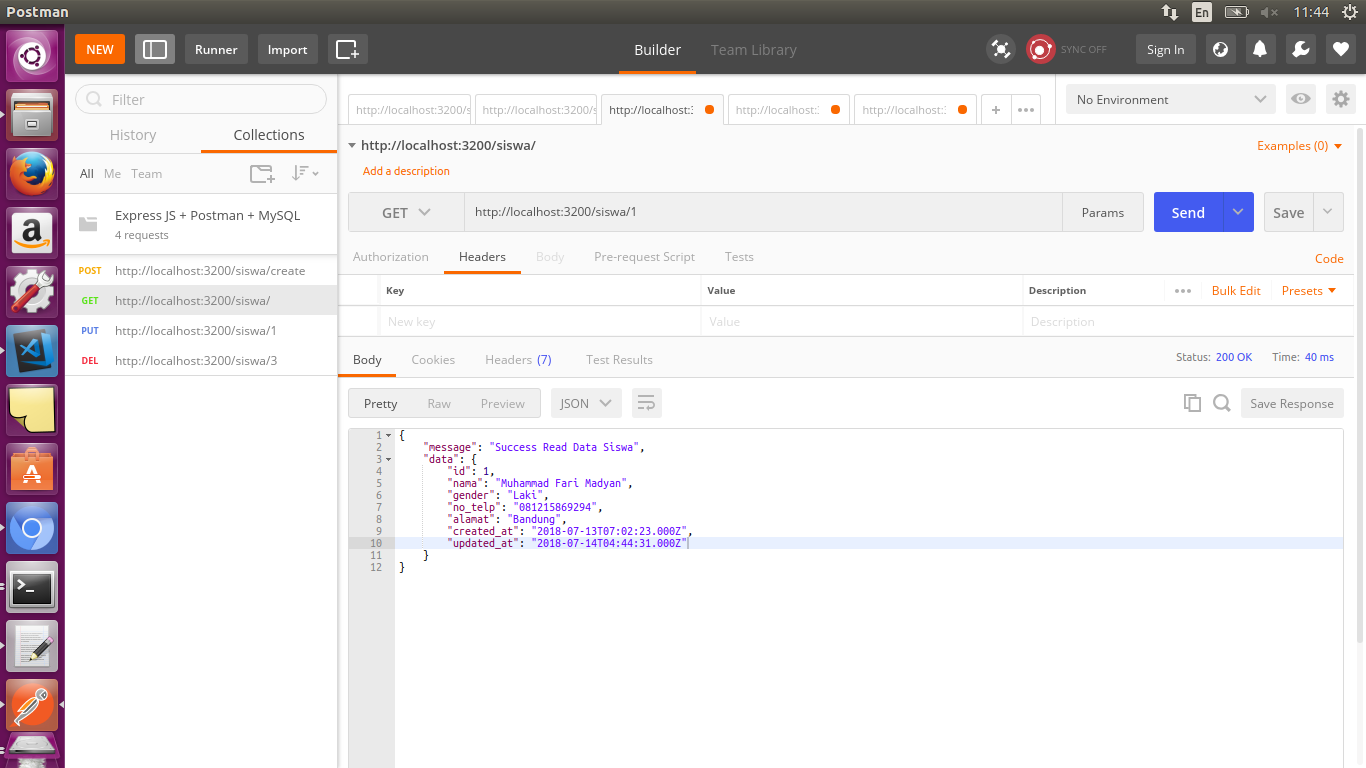 Postman
En
11:44
NEW
Runner
Import
Builder
Team Library
SYNC OFF
Sign In
Filter
History
Collections
All
Me
Team
Express JS + Postman + MySQL
4 requests
POST http://localhost:3200/siswa/create
GET http://localhost:3200/siswa/
PUT http://localhost:3200/siswa/1
DEL http://localhost:3200/siswa/3
http://localhost:3200/s
http://localhost:3200/s
http://localhost:3
http://localhost:
http://localhost:
+
•••
No Environment
http://localhost:3200/siswa/
Examples (0)
Add a description
GET
http://localhost:3200/siswa/1
Params
Send
Save
Authorization
Headers
Body
Pre-request Script
Tests
Code
Key
Value
Description
•••
Bulk Edit
Presets
New key
Value
Description
Body
Cookies
Headers (7)
Test Results
Status: 200 OK
Time: 40 ms
Pretty
Raw
Preview
JSON
Save Response
1 {
2 "message": "Success Read Data Siswa",
3 "data": {
4 "id": 1,
5 "nama": "Muhammad Fari Madyan",
6 "gender": "Laki",
7 "no_telp": "081215869294",
8 "alamat": "Bandung",
9 "created_at": "2018-07-13T07:02:23.000Z",
10 "updated_at": "2018-07-14T04:44:31.000Z"
11 }
12 }